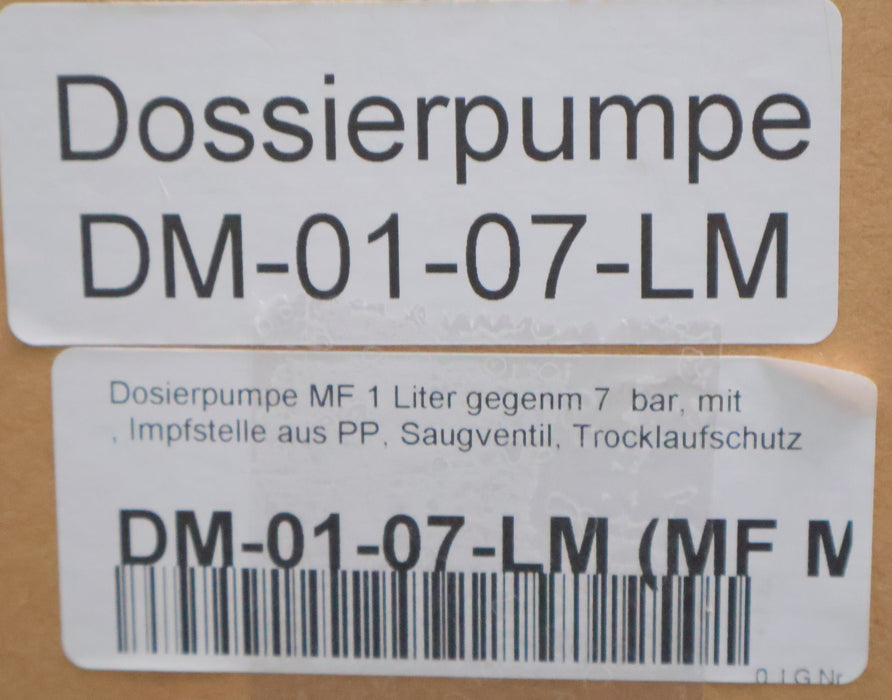 Dossierpumpe
DM-01-07-LM
Dosierpumpe MF 1 Liter gegenm 7 bar, mit
, Impfstelle aus PP, Saugventil, Trocklaufschutz
DM-01-07-LM (MF M